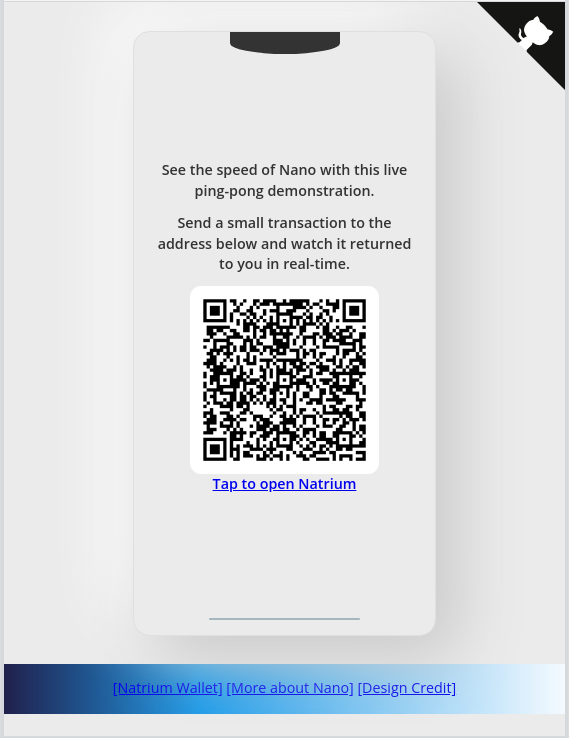 See the speed of Nano with this live
ping-pong demonstration.
Send a small transaction to the
address below and watch it returned
to you in real-time.
Tap to open Natrium
[Natrium Wallet] [More about Nano] [Design Credit]